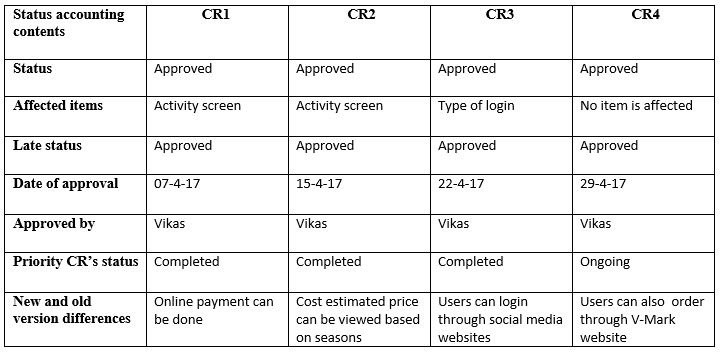 Status accounting contents CR1 CR2 CR3 CR4
Status Approved Approved Approved Approved
Affected items Activity screen Activity screen Type of login No item is affected
Late status Approved Approved Approved Approved
Date of approval 07-4-17 15-4-17 22-4-17 29-4-17
Approved by Vikas Vikas Vikas Vikas
Priority CR’s status Completed Completed Completed Ongoing
New and old Online payment can Cost estimated price Users can login Users can also order
version differences be done can be viewed based through social media through V-Mark
on seasons websites website